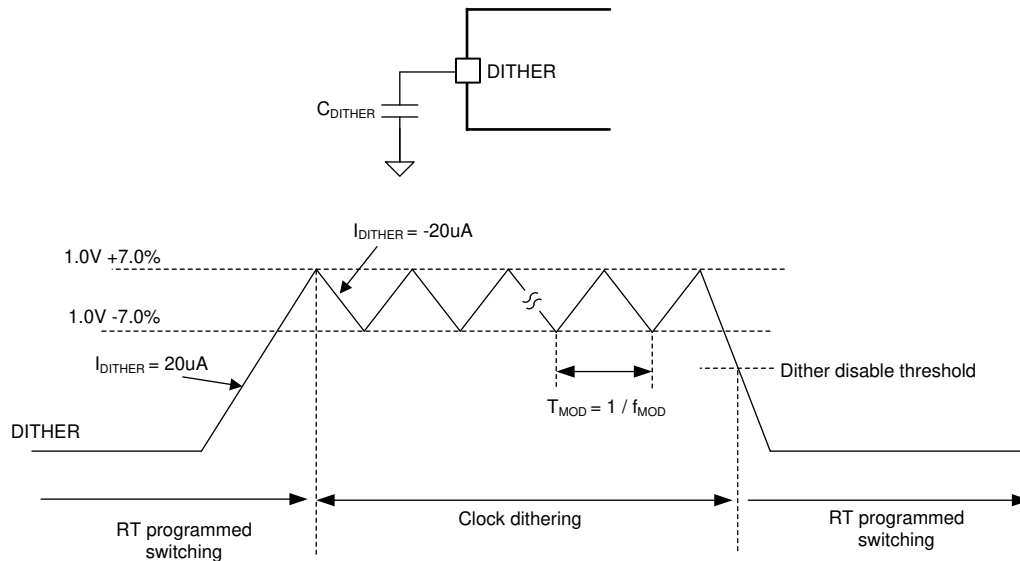 DITHER
CDITHER
IDITHER = -20uA
1.0V +7.0%
1.0V -7.0%
IDITHER = 20uA
Dither disable threshold
TMOD = 1 / fMOD
DITHER
RT programmed
switching
Clock dithering
RT programmed
switching